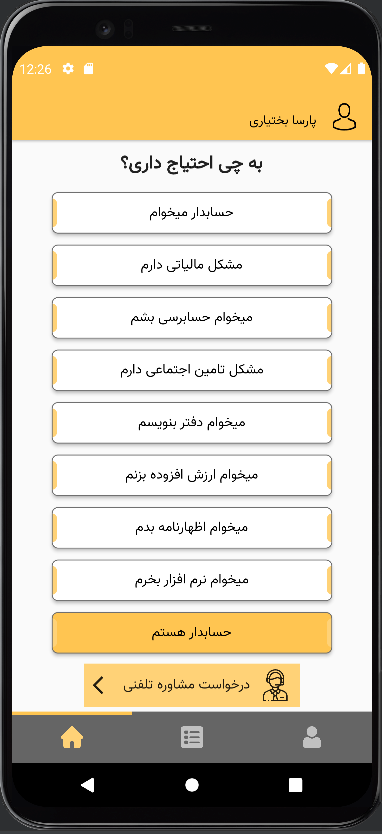 12:26
پارسا بختیاری
به چی احتیاج داری؟
حسابدار میخوام
مشکل مالیاتی دارم
میخوام حسابرسی بشم
مشکل تامین اجتماعی دارم
میخوام دفتر بنویسم
میخوام ارزش افزوده بزنم
میخوام اظهارنامه بدم
میخوام نرم افزار بخرم
حسابدار هستم
درخواست مشاوره تلفنی